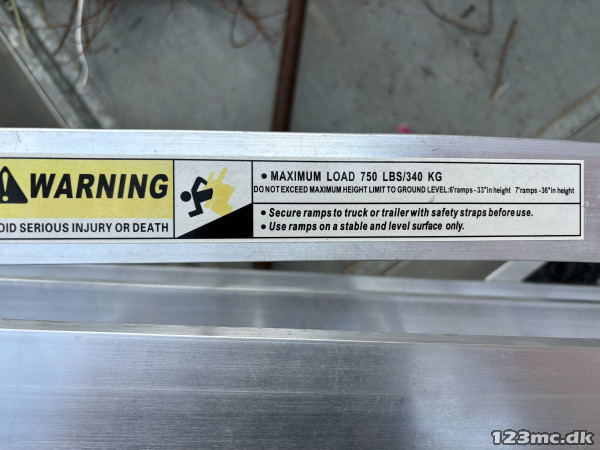 WARNING
OID SERIOUS INJURY OR DEATH
• MAXIMUM LOAD 750 LBS/340 KG
DO NOT EXCEED MAXIMUM HEIGHT LIMIT TO GROUND LEVEL:6'ramps - 33"in height 7'ramps -36"in height
• Secure ramps to truck or trailer with safety straps before use.
• Use ramps on a stable and level surface only.
123mc.dk